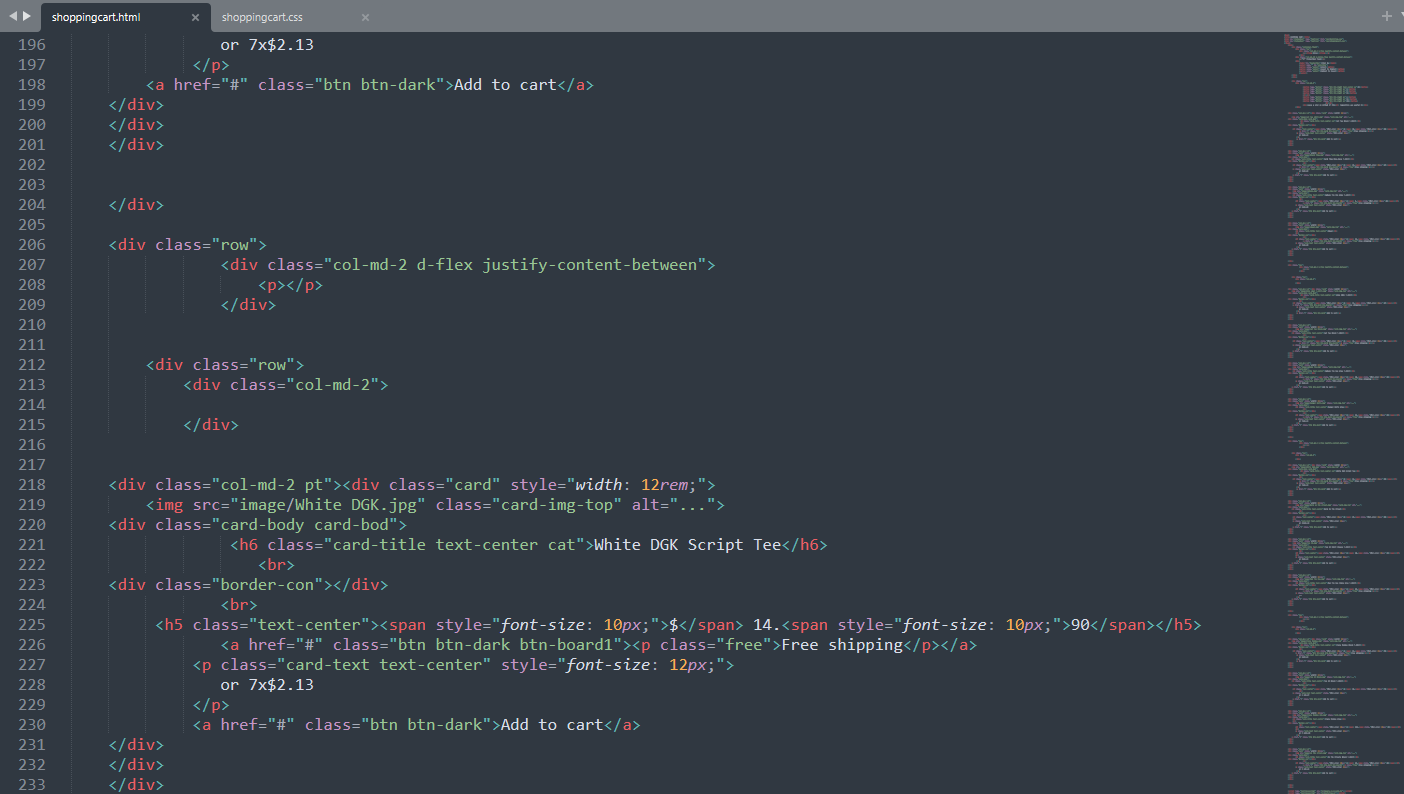 shoppingcart.html × shoppingcart.css × +
196 or 7x$2.13
197 </p>
198 <a href="#" class="btn btn-dark">Add to cart</a>
199 </div>
200 </div>
201 </div>
202
203
204 </div>
205
206 <div class="row">
207 <div class="col-md-2 d-flex justify-content-between">
208 <p></p>
209 </div>
210
211
212 <div class="row">
213 <div class="col-md-2">
214
215 </div>
216
217
218 <div class="col-md-2 pt"><div class="card" style="width: 12rem;">
219 <img src="image/White DGK.jpg" class="card-img-top" alt="...">
220 <div class="card-body card-bod">
221 <h6 class="card-title text-center cat">White DGK Script Tee</h6>
222 <br>
223 <div class="border-con"></div>
224 <br>
225 <h5 class="text-center"><span style="font-size: 10px;">$</span> 14.<span style="font-size: 10px;">90</span></h5>
226 <a href="#" class="btn btn-dark btn-board1"><p class="free">Free shipping</p></a>
227 <p class="card-text text-center" style="font-size: 12px;">
228 or 7x$2.13
229 </p>
230 <a href="#" class="btn btn-dark">Add to cart</a>
231 </div>
232 </div>
233 </div>